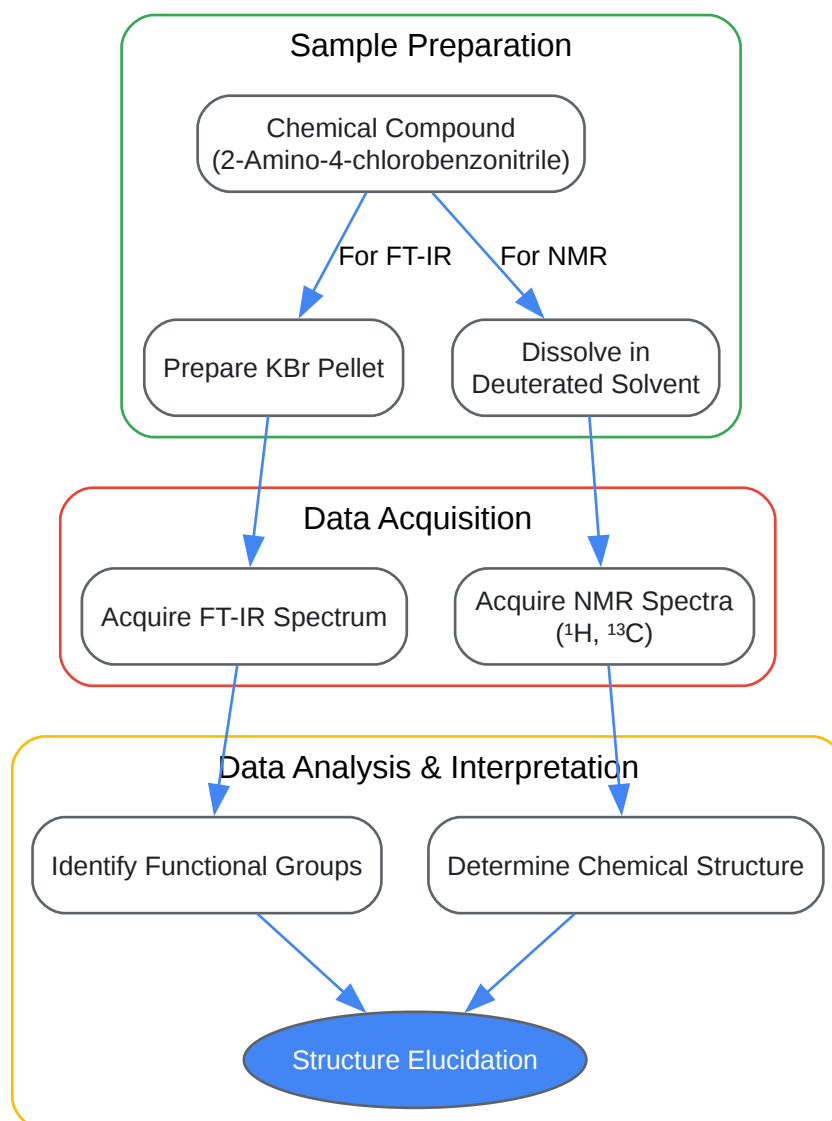 Sample Preparation
Chemical Compound
(2-Amino-4-chlorobenzonitrile)
For FT-IR
For NMR
Prepare KBr Pellet
Dissolve in
Deuterated Solvent
Data Acquisition
Acquire FT-IR Spectrum
Acquire NMR Spectra
(¹H, ¹³C)
Data Analysis & Interpretation
Identify Functional Groups
Determine Chemical Structure
Structure Elucidation